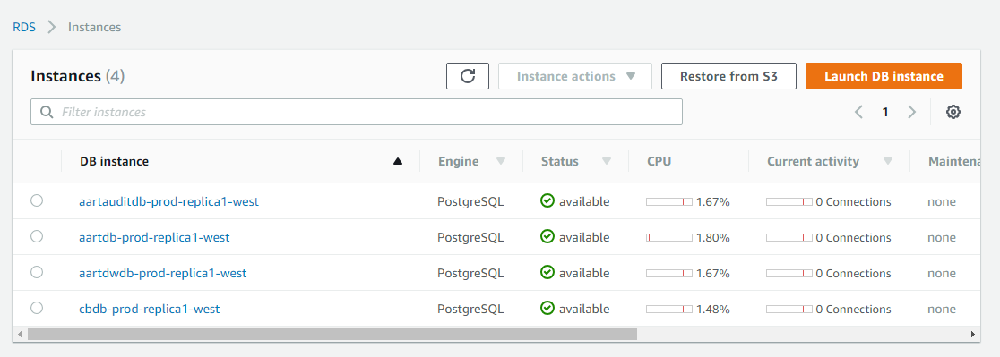 RDS > Instances
Instances (4) Instance actions Restore from S3 Launch DB instance
Filter instances 1
DB instance Engine Status CPU Current activity Maintena
aartauditdb-prod-replica1-west PostgreSQL available 1.67% 0 Connections none
aartdb-prod-replica1-west PostgreSQL available 1.80% 0 Connections none
aartdwdb-prod-replica1-west PostgreSQL available 1.67% 0 Connections none
cbdb-prod-replica1-west PostgreSQL available 1.48% 0 Connections none